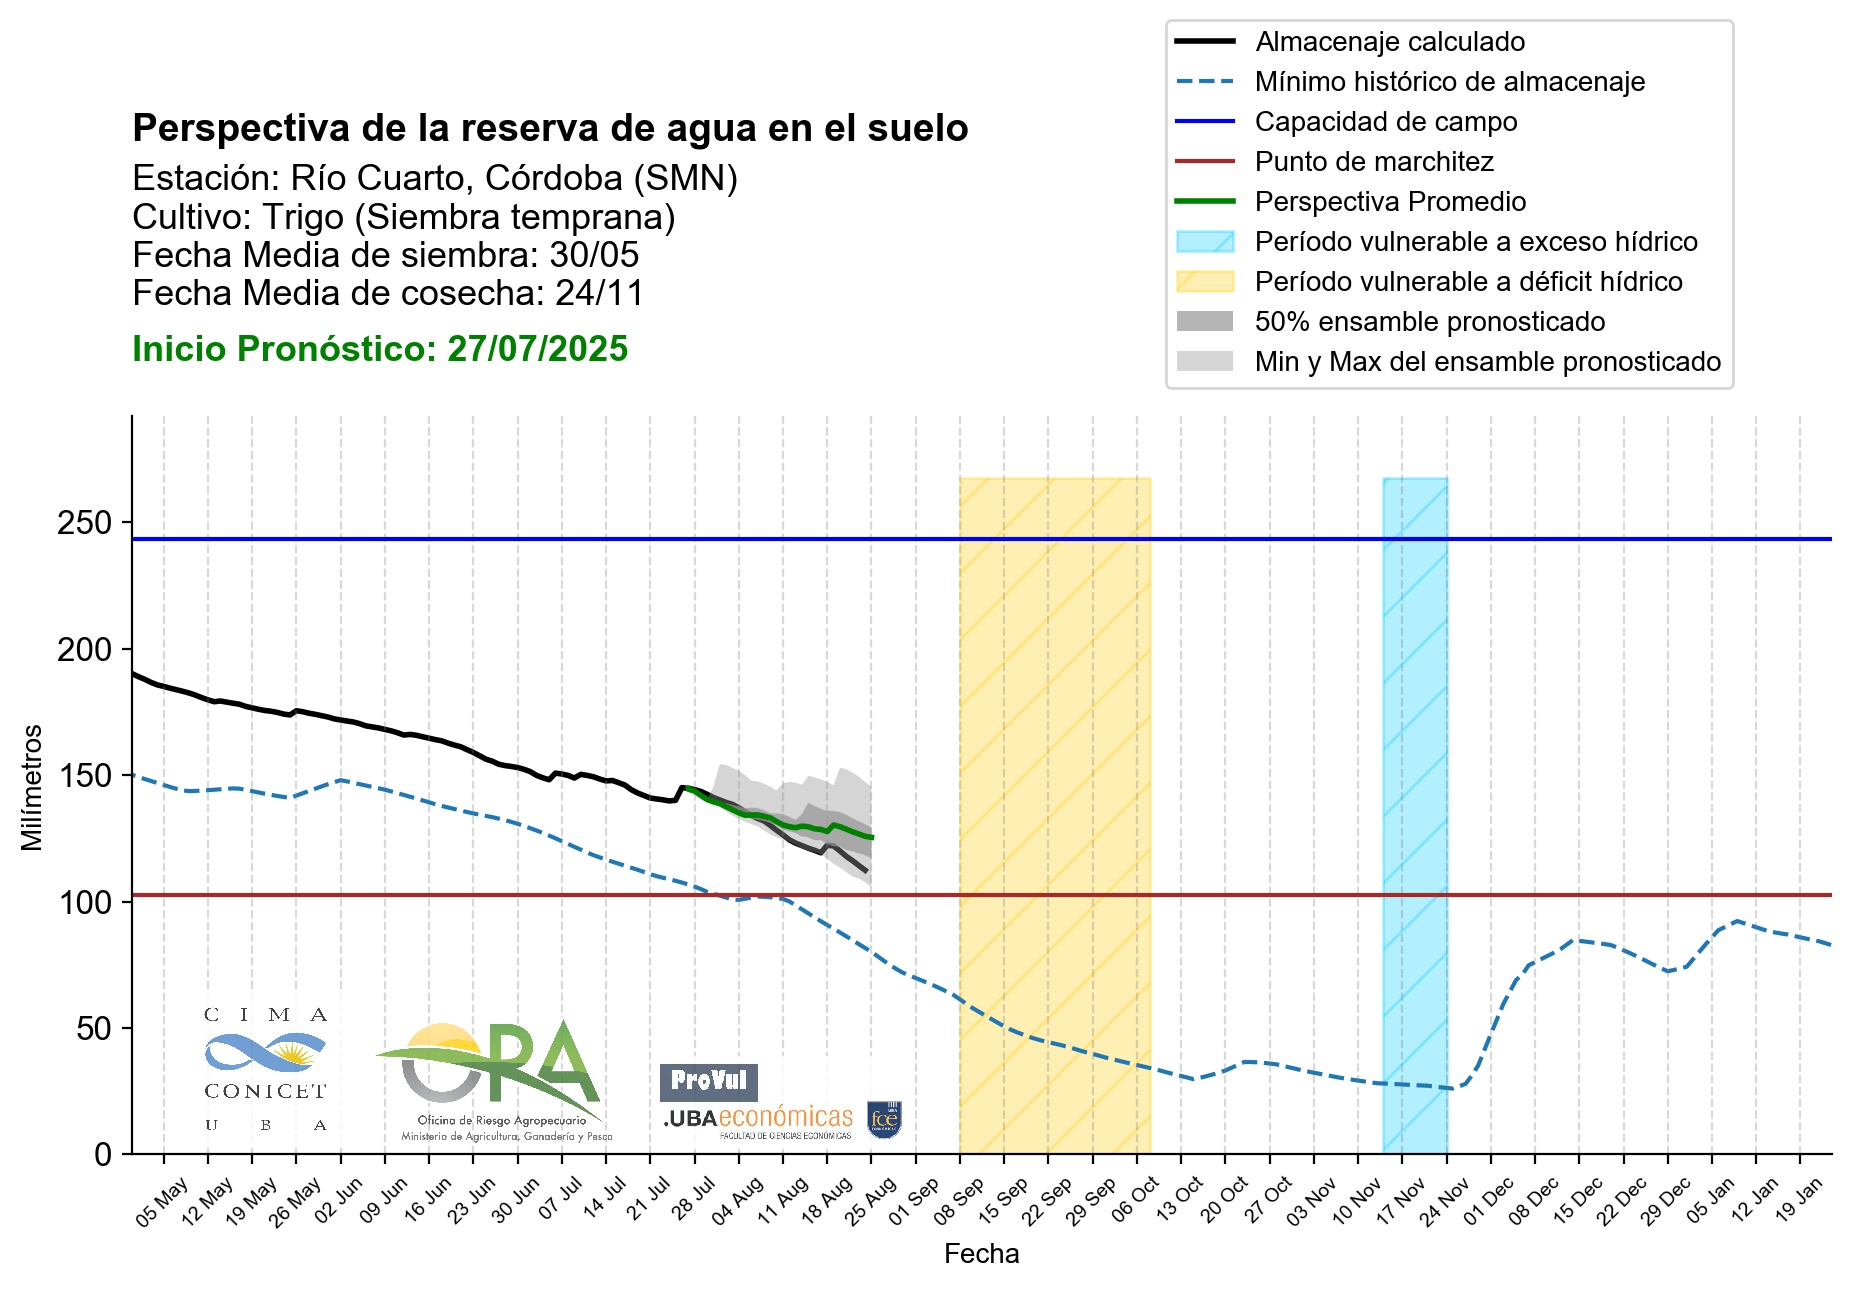 Almacenaje calculado
Mínimo histórico de almacenaje
Capacidad de campo
Punto de marchitez
Perspectiva Promedio
Período vulnerable a exceso hídrico
Período vulnerable a déficit hídrico
50% ensamble pronosticado
Min y Max del ensamble pronosticado
Perspectiva de la reserva de agua en el suelo
Estación: Río Cuarto, Córdoba (SMN)
Cultivo: Trigo (Siembra temprana)
Fecha Media de siembra: 30/05
Fecha Media de cosecha: 24/11
Inicio Pronóstico: 27/07/2025
Milímetros
250
200
150
100
50
0
CIMA
CONICET
UBA
ORA
Oficina de Riesgo Agropecuario
Ministerio de Agricultura, Ganadería y Pesca
ProVul
.UBAeconómicas
FACULTAD DE CIENCIAS ECONÓMICAS
fce
05 May
12 May
19 May
26 May
02 Jun
09 Jun
16 Jun
23 Jun
30 Jun
07 Jul
14 Jul
21 Jul
28 Jul
04 Aug
11 Aug
18 Aug
25 Aug
01 Sep
08 Sep
15 Sep
22 Sep
29 Sep
06 Oct
13 Oct
20 Oct
27 Oct
03 Nov
10 Nov
17 Nov
24 Nov
01 Dec
08 Dec
15 Dec
22 Dec
29 Dec
05 Jan
12 Jan
19 Jan
Fecha